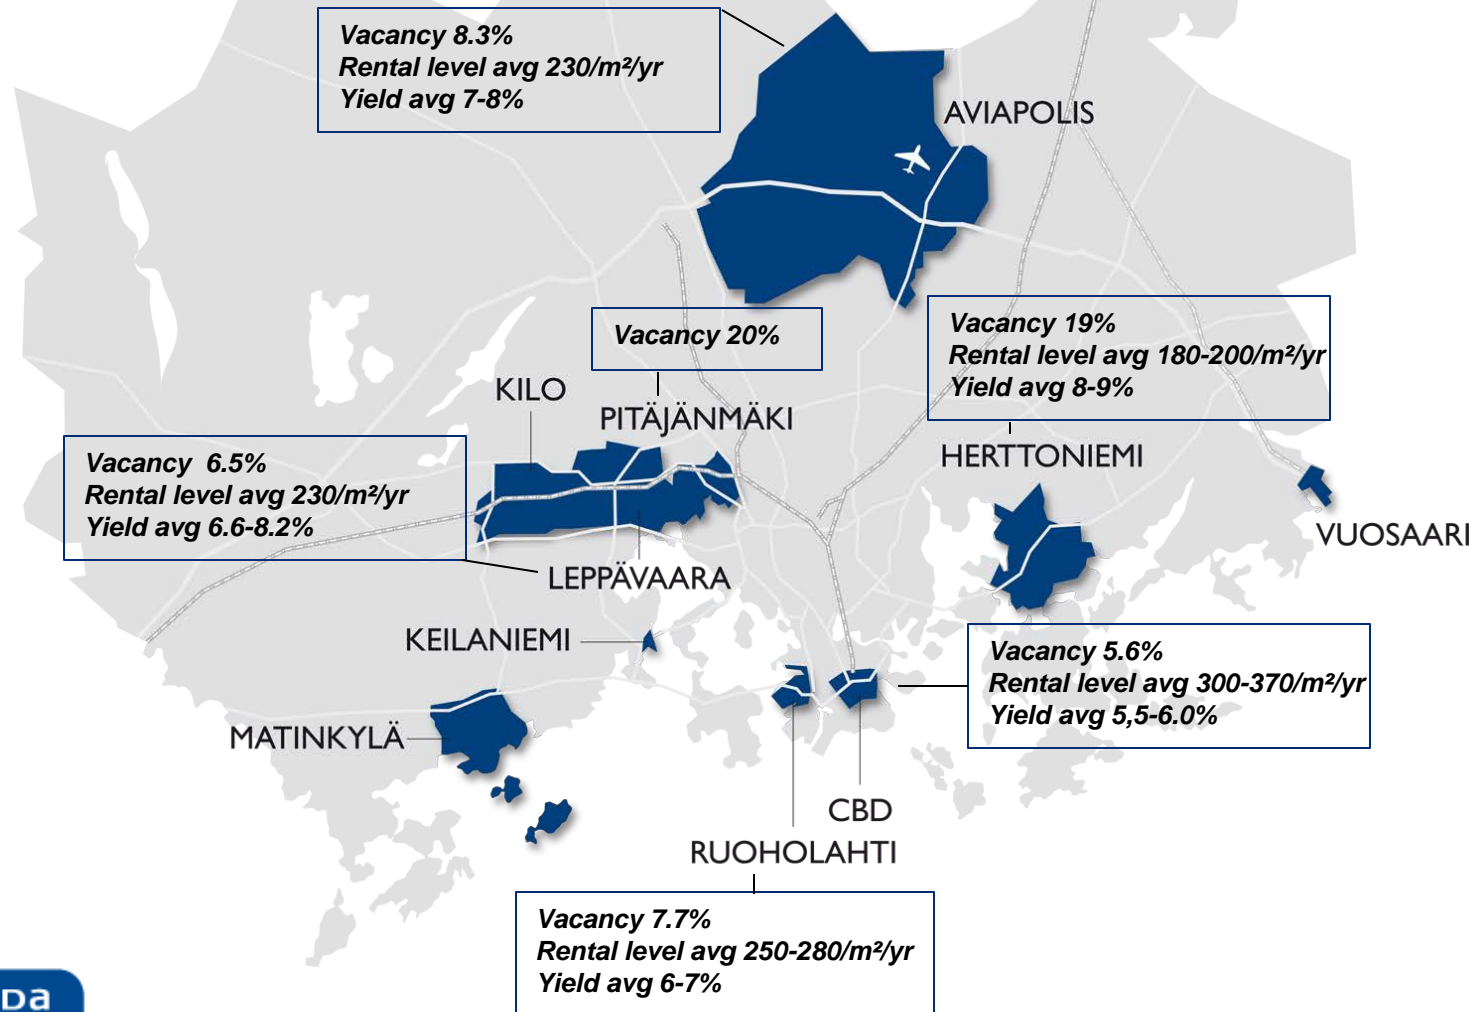 Vacancy 8.3%
Rental level avg 230/m²/yr
Yield avg 7-8%
AVIAPOLIS
Vacancy 20%
Vacancy 19%
Rental level avg 180-200/m²/yr
Yield avg 8-9%
KILO
PITÄJÄNMÄKI
HERTTONIEMI
Vacancy 6.5%
Rental level avg 230/m²/yr
Yield avg 6.6-8.2%
VUOSAARI
LEPPÄVAARA
KEILANIEMI
Vacancy 5.6%
Rental level avg 300-370/m²/yr
Yield avg 5,5-6.0%
MATINKYLÄ
CBD
RUOHOLAHTI
Vacancy 7.7%
Rental level avg 250-280/m²/yr
Yield avg 6-7%